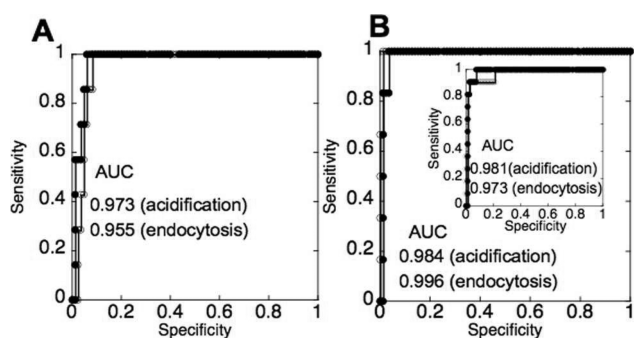 A
1
0.8
0.6
0.4
0.2
0
Sensitivity
AUC
0.973 (acidification)
0.955 (endocytosis)
0 0.2 0.4 0.6 0.8 1
Specificity
B
1
0.8
0.6
0.4
0.2
0
Sensitivity
AUC
0.984 (acidification)
0.996 (endocytosis)
0 0.2 0.4 0.6 0.8 1
Specificity
1
0.8
0.6
0.4
0.2
0
Sensitivity
AUC
0.981(acidification)
0.973 (endocytosis)
0 0.2 0.4 0.6 0.8 1
Specificity